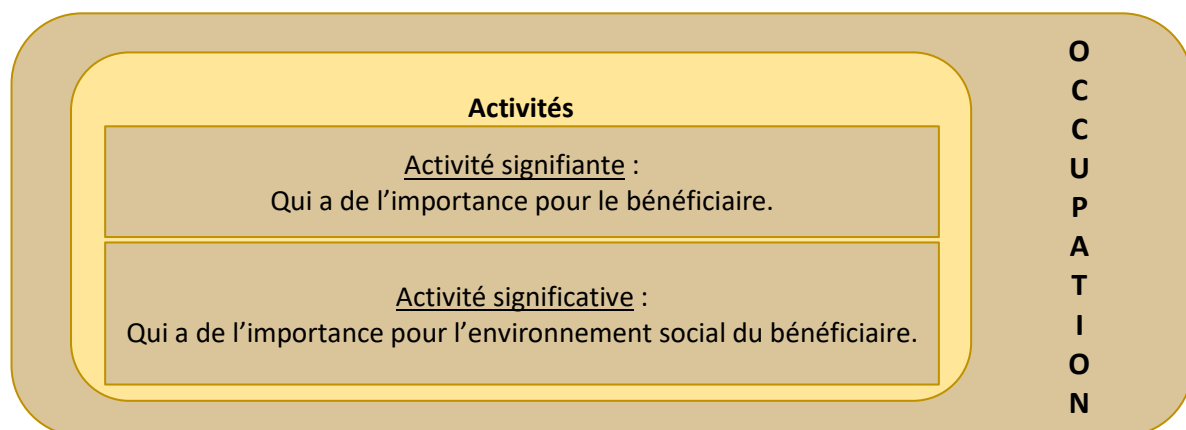 Activités
Activité signifiante :
Qui a de l’importance pour le bénéficiaire.
Activité significative :
Qui a de l’importance pour l’environnement social du bénéficiaire.
O
C
C
U
P
A
T
I
O
N